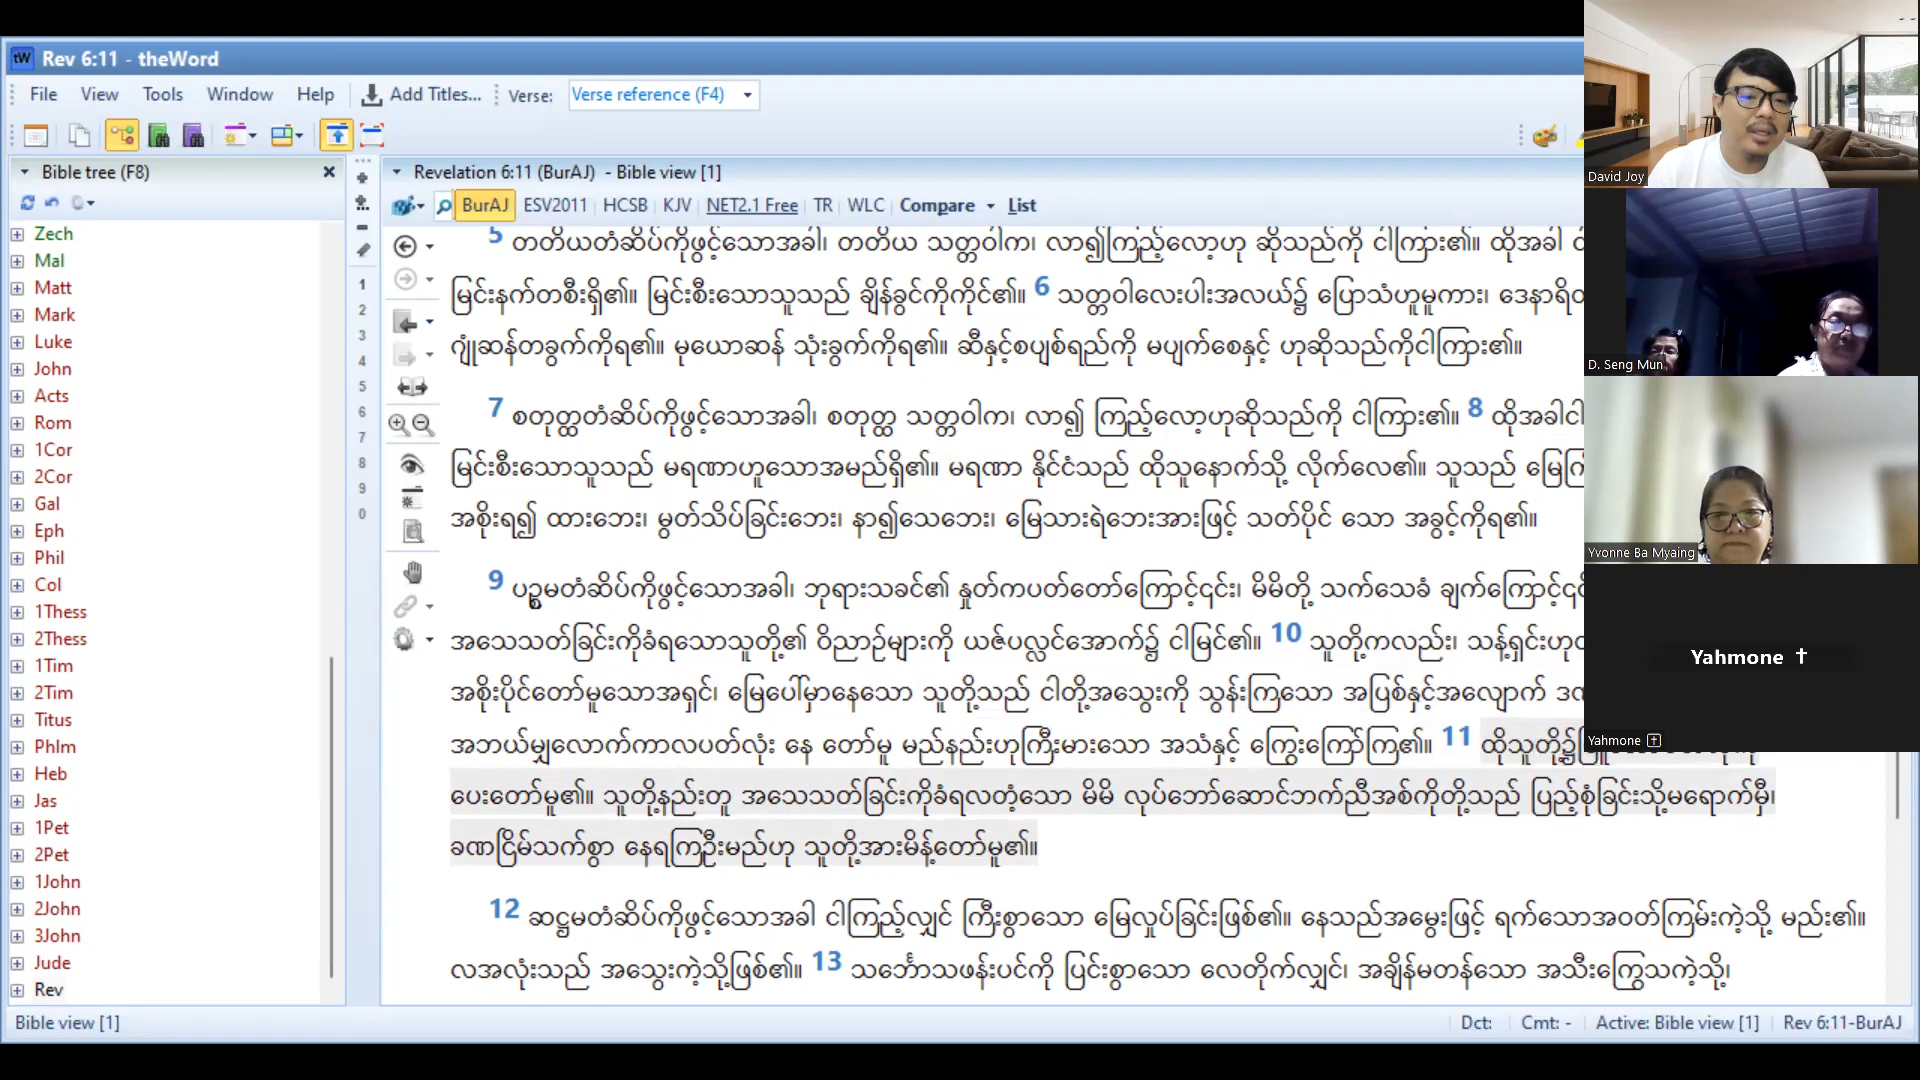 Rev 6:11 - theWord
File View Tools Window Help Add Titles... Verse: Verse reference (F4)
Bible tree (F8)
Revelation 6:11 (BurAJ) - Bible view [1]
BurAJ ESV2011 HCSB KJV NET2.1 Free TR WLC Compare List
Zech
Mal
Matt
Mark
Luke
John
Acts
Rom
1Cor
2Cor
Gal
Eph
Phil
Col
1Thess
2Thess
1Tim
2Tim
Titus
Phlm
Heb
Jas
1Pet
2Pet
1John
2John
3John
Jude
Rev
1
2
3
4
5
6
7
8
9
0
5 တတိယတံဆိပ်ကိုဖွင့်သောအခါ၊ တတိယ သတ္တဝါက၊ လာ၍ကြည့်လော့ဟု ဆိုသည်ကို ငါကြား၏။ ထိုအခါ
မြင်းနက်တစီးရှိ၏။ မြင်းစီးသောသူသည် ချိန်ခွင်ကိုကိုင်၏။ 6 သတ္တဝါလေးပါးအလယ်၌ ပြောသံဟူမူကား၊
ဂျုံဆန်တခွက်ကိုရ၏။ မုယောဆန် သုံးခွက်ကိုရ၏။ ဆီနှင့်စပျစ်ရည်ကို မပျက်စေနှင့် ဟုဆိုသည်ကိုငါကြား၏။
7 စတုတ္ထတံဆိပ်ကိုဖွင့်သောအခါ၊ စတုတ္ထ သတ္တဝါက၊ လာ၍ ကြည့်လော့ဟုဆိုသည်ကို ငါကြား၏။ 8
မြင်းစီးသောသူသည် မရဏာဟူသောအမည်ရှိ၏။ မရဏာ နိုင်ငံသည် ထိုသူနောက်သို့ လိုက်လေ၏။ သူသည်
အစိုးရ၍ ထားဘေး၊ မွတ်သိပ်ခြင်းဘေး၊ နာ၍သေဘေး၊ မြေသားရဲဘေးအားဖြင့် သတ်ပိုင် သော အခွင့်ကိုရ၏။
9 ပဉ္စမတံဆိပ်ကိုဖွင့်သောအခါ၊ ဘုရားသခင်၏ နှုတ်ကပတ်တော်ကြောင့်၎င်း၊ မိမိတို့ သက်သေခံ
အသေသတ်ခြင်းကိုခံရသောသူတို့၏ ဝိညာဉ်များကို ယဇ်ပလ္လင်အောက်၌ ငါမြင်၏။ 10 သူတို့ကလည်း၊
အစိုးပိုင်တော်မူသောအရှင်၊ မြေပေါ်မှာနေသော သူတို့သည် ငါတို့အသွေးကို သွန်းကြသော အပြစ်နှင့်အလျောက်
အဘယ်မျှလောက်ကာလပတ်လုံး နေ တော်မူ မည်နည်းဟုကြီးမားသော အသံနှင့် ကြွေးကြော်ကြ၏။ 11
ပေးတော်မူ၏။ သူတို့နည်းတူ အသေသတ်ခြင်းကိုခံရလတံ့သော မိမိ လုပ်ဘော်ဆောင်ဘက်ညီအစ်ကိုတို့သည် ပြည့်စုံခြင်းသို့မရောက်မှီ၊
ခဏငြိမ်သက်စွာ နေရကြဦးမည်ဟု သူတို့အားမိန့်တော်မူ၏။
12 ဆဋ္ဌမတံဆိပ်ကိုဖွင့်သောအခါ ငါကြည့်လျှင် ကြီးစွာသော မြေလှုပ်ခြင်းဖြစ်၏။ နေသည်အမွေးဖြင့် ရက်သောအဝတ်ကြမ်းကဲ့သို့ မည်း၏။
လအလုံးသည် အသွေးကဲ့သို့ဖြစ်၏။ 13 သင်္ဘောသဖန်းပင်ကို ပြင်းစွာသော လေတိုက်လျှင်၊ အချိန်မတန်သော အသီးကြွေသကဲ့သို့၊
David Joy
D. Seng Mun
Yvonne Ba Myaing
Yahmone ✝
Yahmone ✝
Bible view [1] Dct: Cmt: - Active: Bible view [1] Rev 6:11-BurAJ